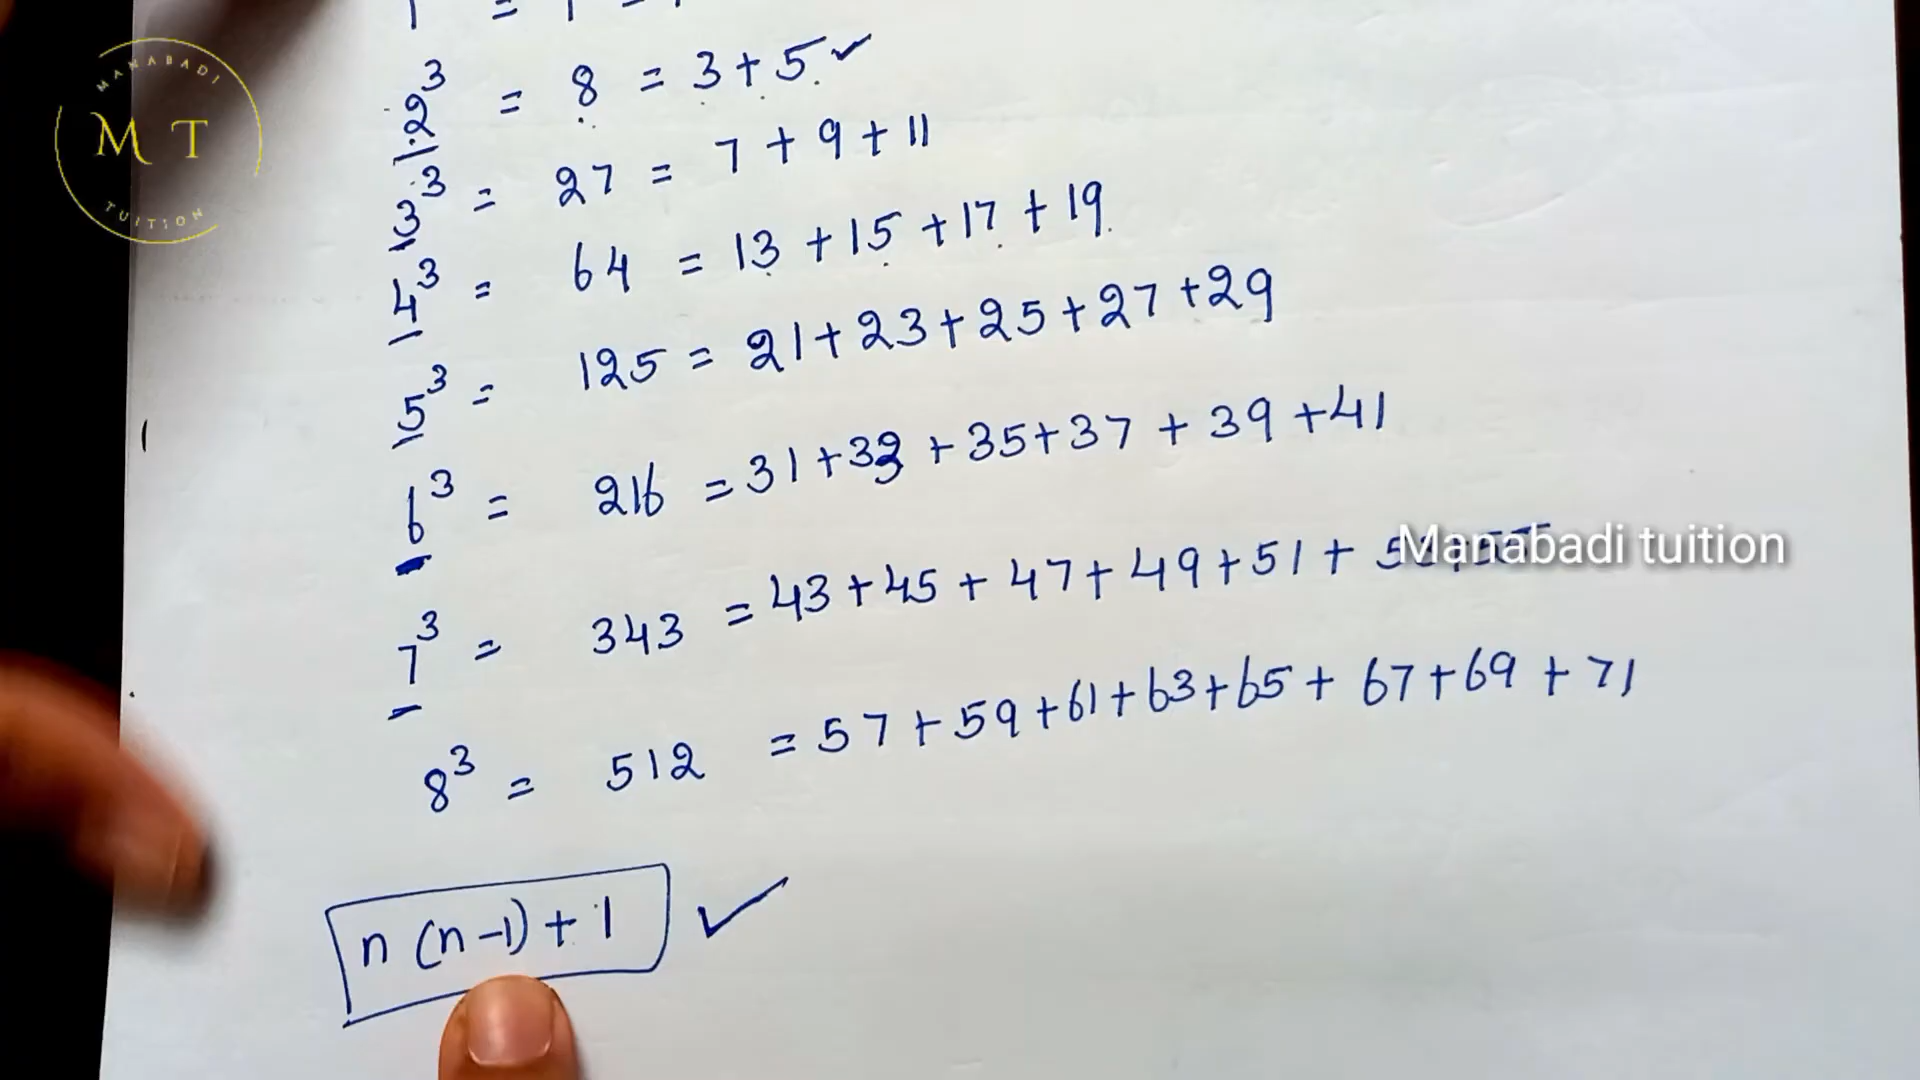 MANABADI
M T
TUITION
2³ = 8 = 3+5 ✓
3³ = 27 = 7+9+11
4³ = 64 = 13+15+17+19
5³ = 125 = 21+23+25+27+29
6³ = 216 = 31+33+35+37+39+41
7³ = 343 = 43+45+47+49+51+
Manabadi tuition
8³ = 512 = 57+59+61+63+65+67+69+71
n(n-1)+1 ✓